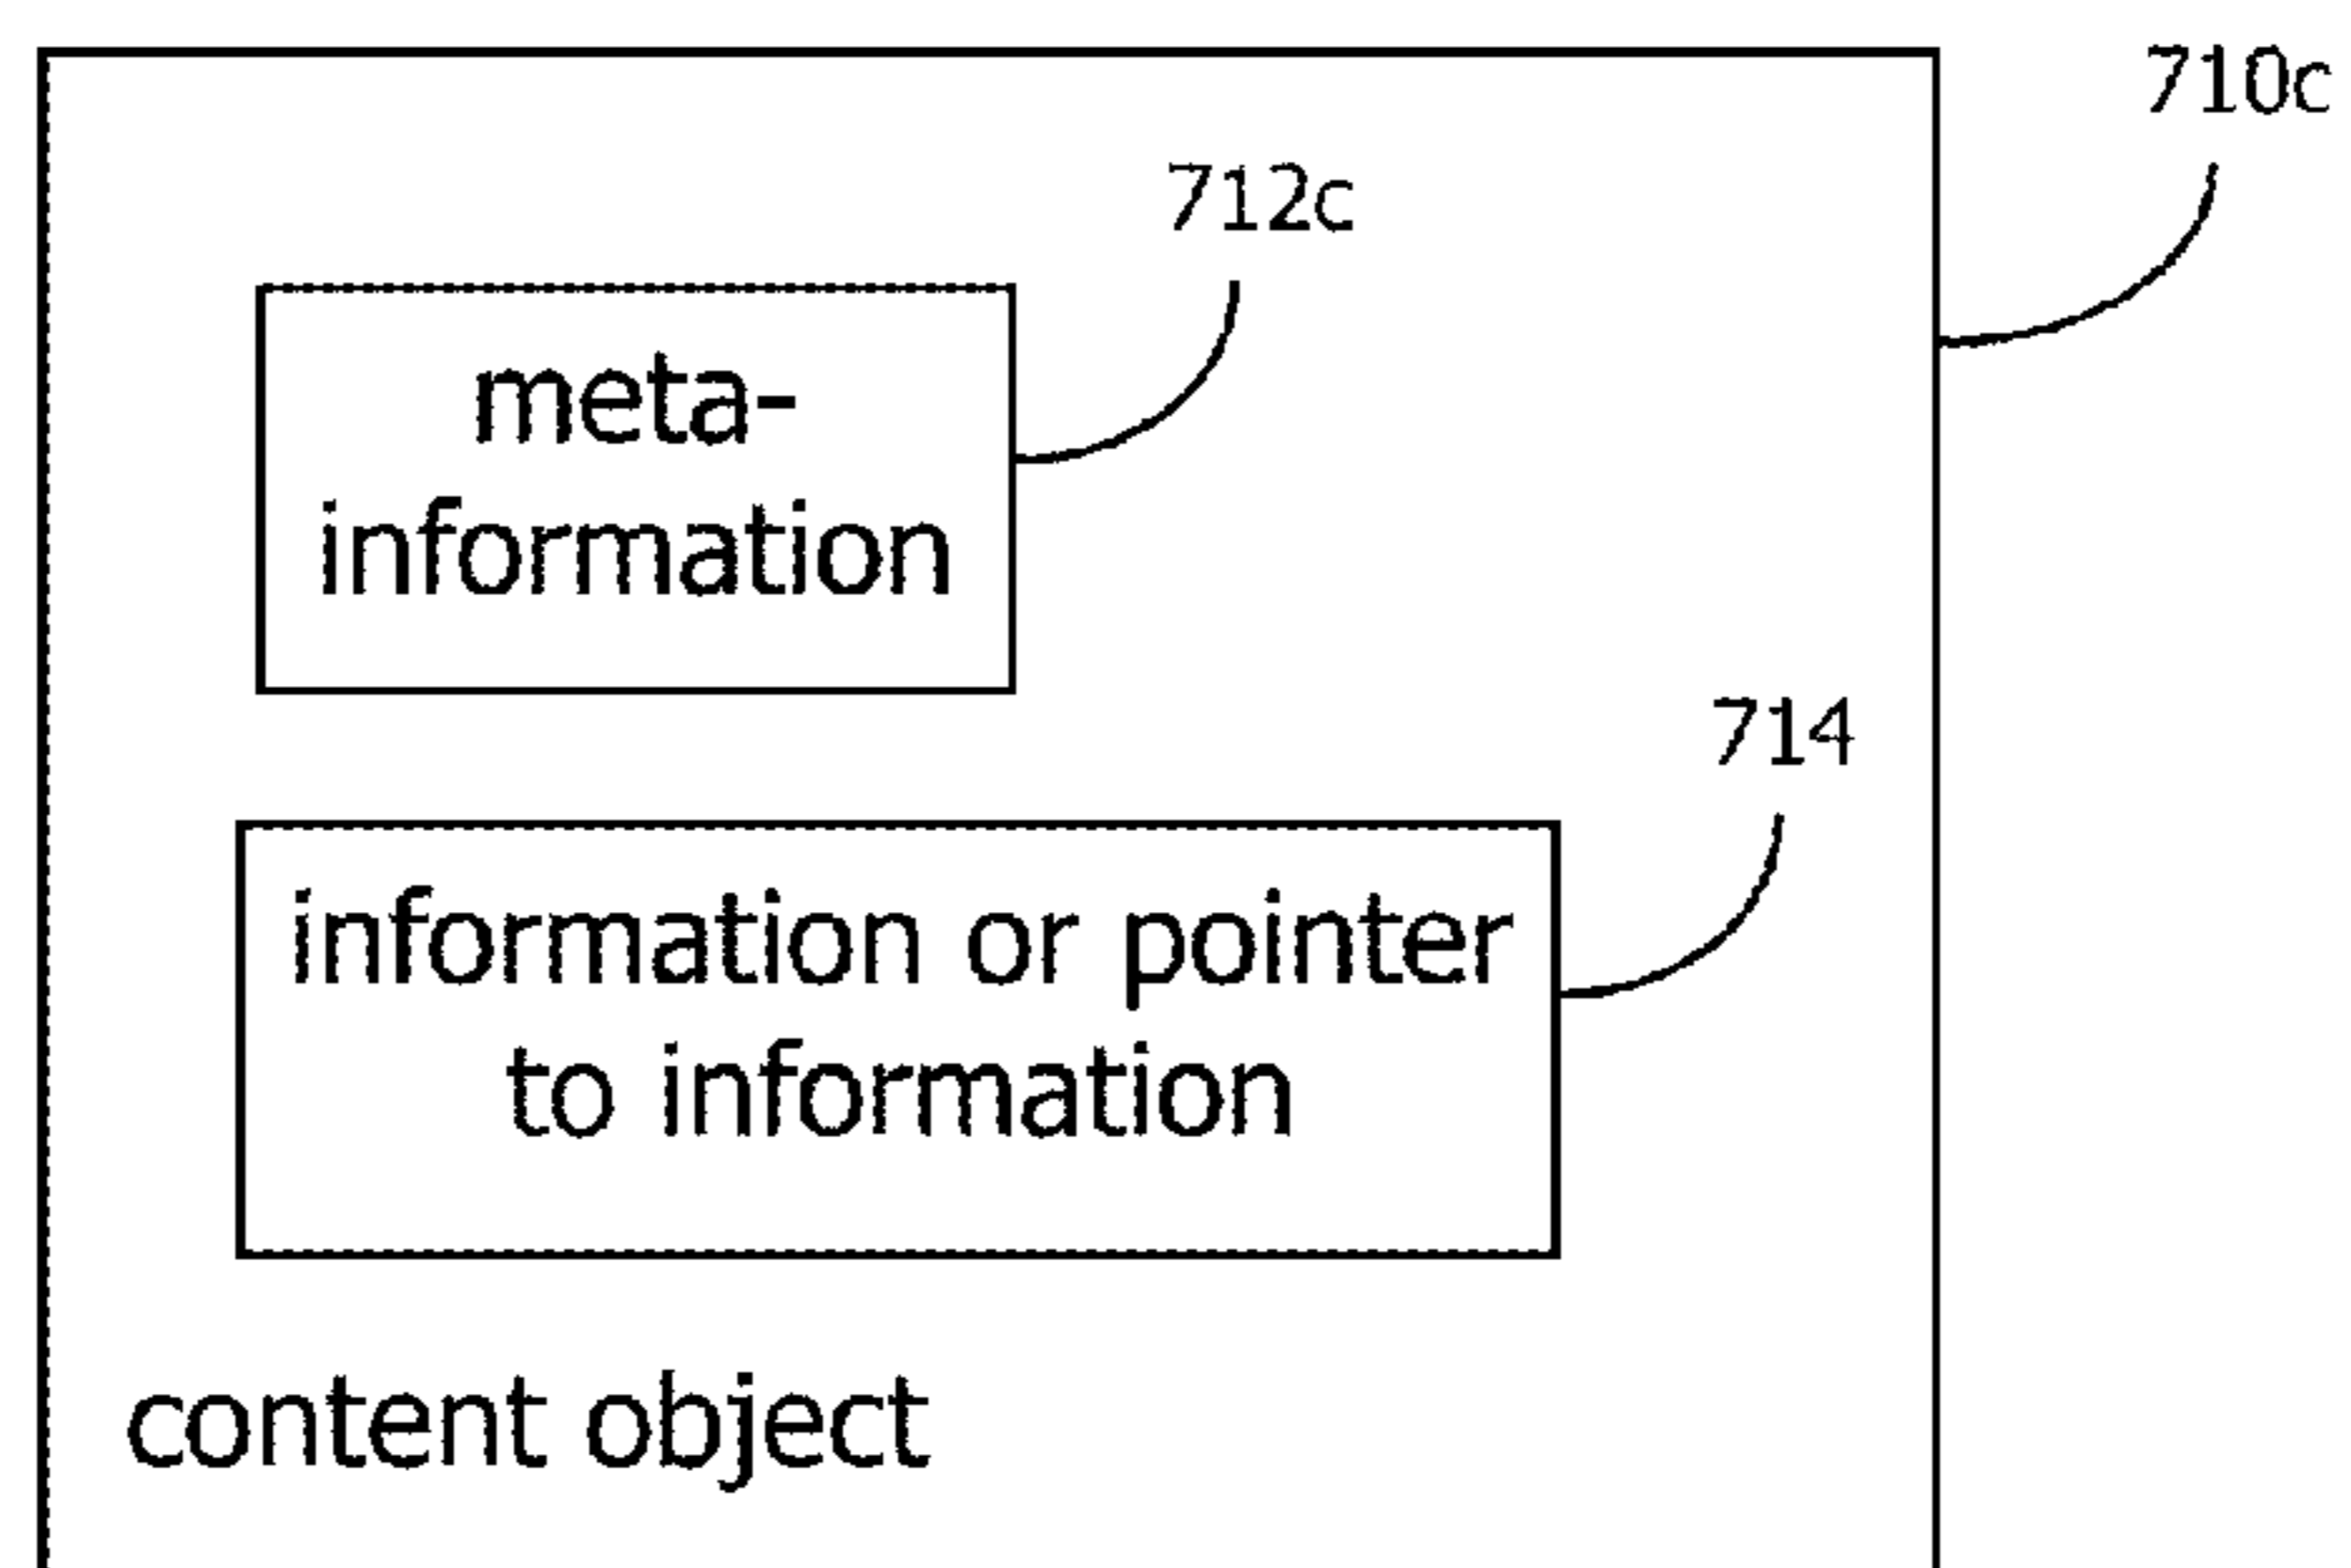 710c
712c
meta-
information
714
information or pointer
to information
content object